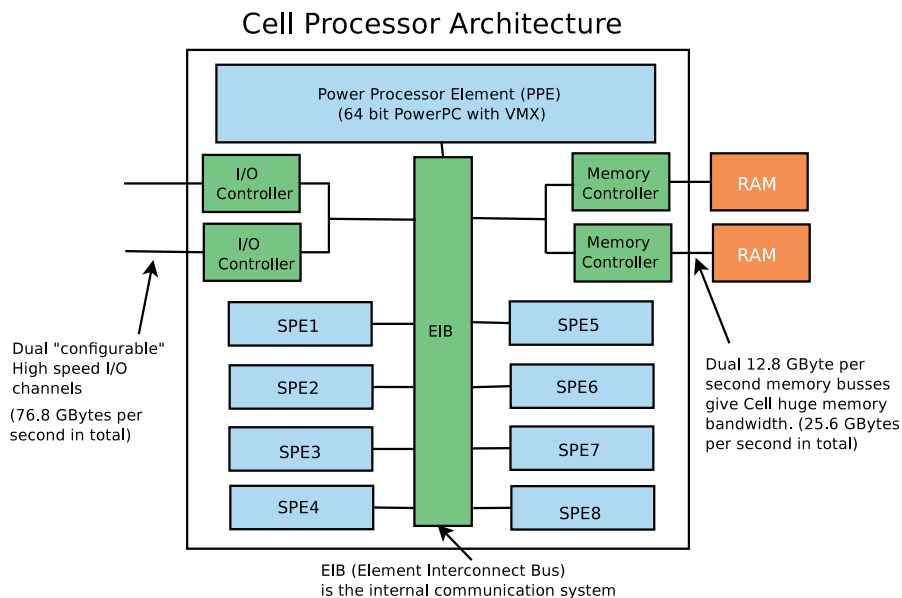 Cell Processor Architecture
Power Processor Element (PPE)
(64 bit PowerPC with VMX)
I/O
Controller
I/O
Controller
Memory
Controller
Memory
Controller
RAM
RAM
EIB
SPE1
SPE2
SPE3
SPE4
SPE5
SPE6
SPE7
SPE8
Dual "configurable"
High speed I/O
channels
(76.8 GBytes per
second in total)
Dual 12.8 GByte per
second memory busses
give Cell huge memory
bandwidth. (25.6 GBytes
per second in total)
EIB (Element Interconnect Bus)
is the internal communication system